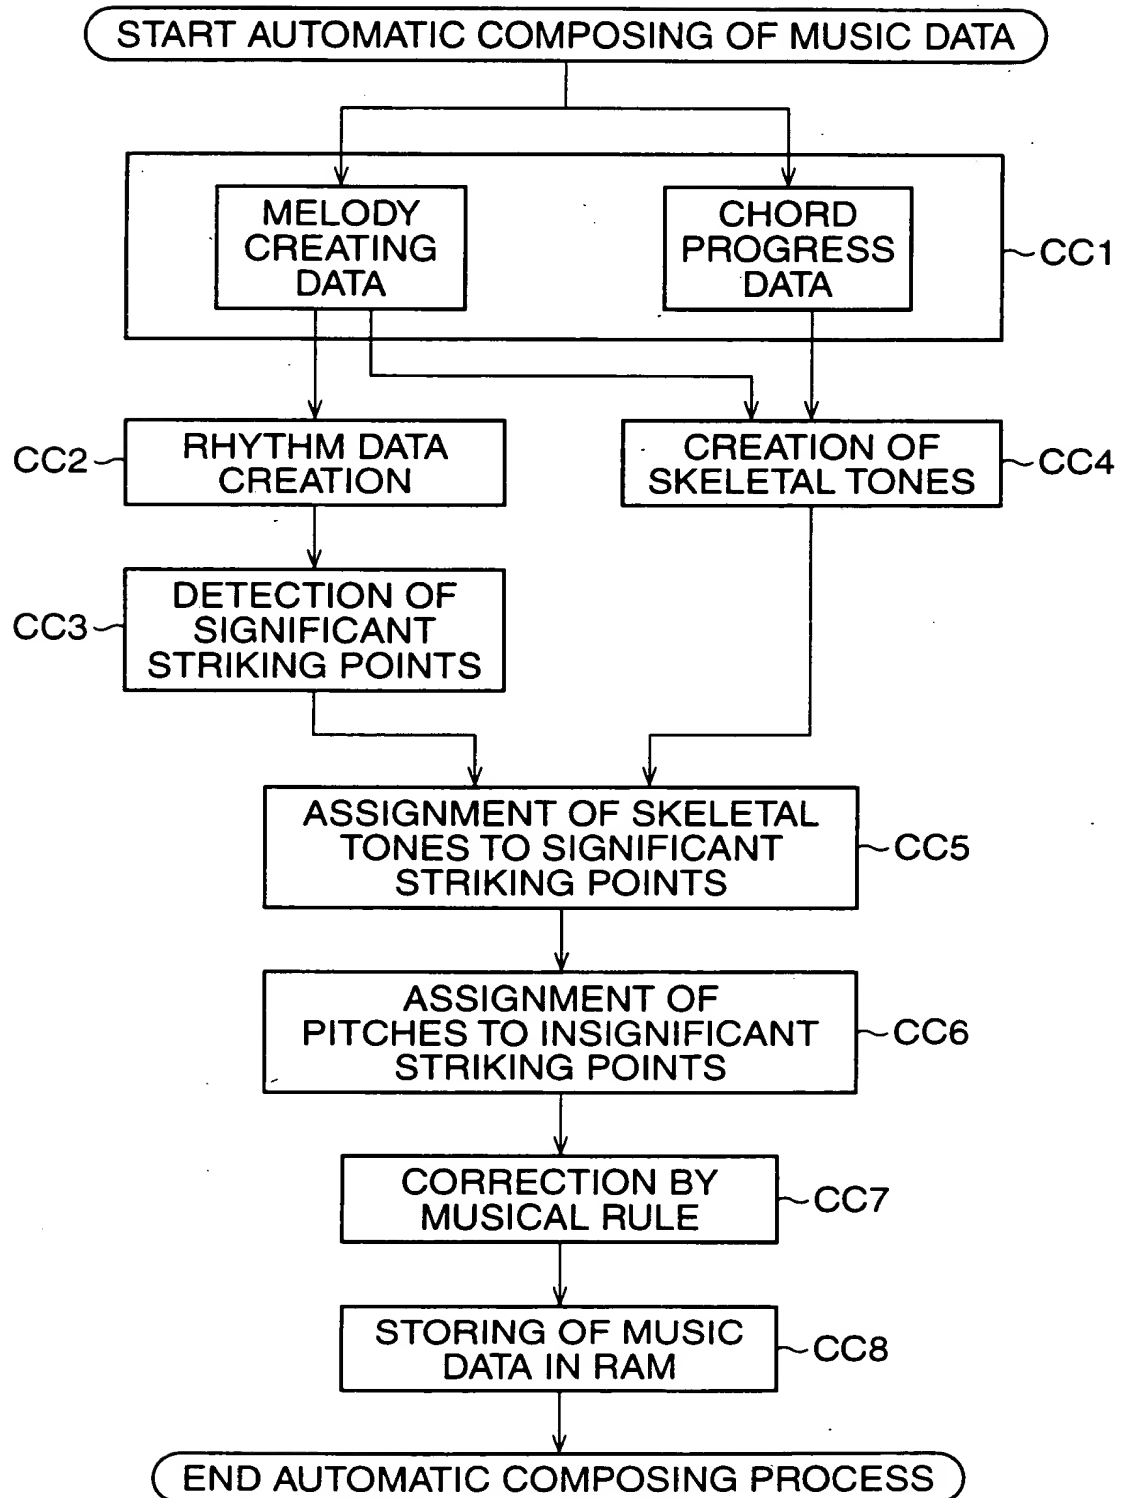 START AUTOMATIC COMPOSING OF MUSIC DATA
MELODY
CREATING
DATA
CHORD
PROGRESS
DATA
CC1
CC2
RHYTHM DATA
CREATION
CREATION OF
SKELETAL TONES
CC4
CC3
DETECTION OF
SIGNIFICANT
STRIKING POINTS
ASSIGNMENT OF SKELETAL
TONES TO SIGNIFICANT
STRIKING POINTS
CC5
ASSIGNMENT OF
PITCHES TO INSIGNIFICANT
STRIKING POINTS
CC6
CORRECTION BY
MUSICAL RULE
CC7
STORING OF MUSIC
DATA IN RAM
CC8
END AUTOMATIC COMPOSING PROCESS